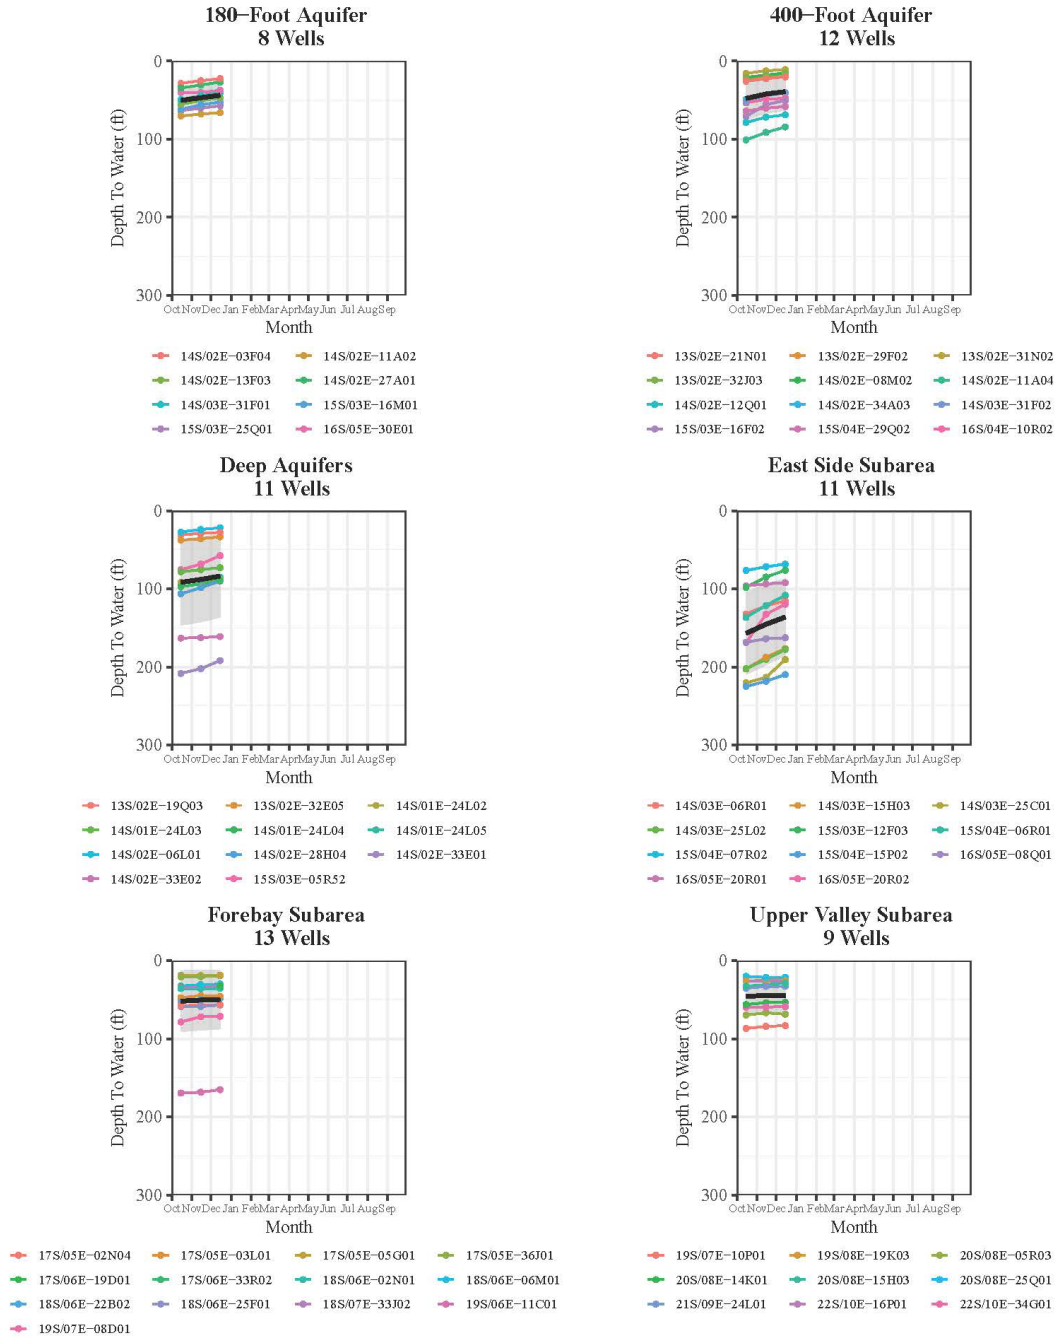 180−Foot Aquifer
8 Wells
0
100
200
300
Depth To Water (ft)
Oct Nov Dec Jan Feb Mar Apr May Jun Jul Aug Sep
Month
14S/02E−03F04 14S/02E−11A02
14S/02E−13F03 14S/02E−27A01
14S/03E−31F01 15S/03E−16M01
15S/03E−25Q01 16S/05E−30E01
400−Foot Aquifer
12 Wells
0
100
200
300
Depth To Water (ft)
Oct Nov Dec Jan Feb Mar Apr May Jun Jul Aug Sep
Month
13S/02E−21N01 13S/02E−29F02 13S/02E−31N02
13S/02E−32J03 14S/02E−08M02 14S/02E−11A04
14S/02E−12Q01 14S/02E−34A03 14S/03E−31F02
15S/03E−16F02 15S/04E−29Q02 16S/04E−10R02
Deep Aquifers
11 Wells
0
100
200
300
Depth To Water (ft)
Oct Nov Dec Jan Feb Mar Apr May Jun Jul Aug Sep
Month
13S/02E−19Q03 13S/02E−32E05 14S/01E−24L02
14S/01E−24L03 14S/01E−24L04 14S/01E−24L05
14S/02E−06L01 14S/02E−28H04 14S/02E−33E01
14S/02E−33E02 15S/03E−05R52
East Side Subarea
11 Wells
0
100
200
300
Depth To Water (ft)
Oct Nov Dec Jan Feb Mar Apr May Jun Jul Aug Sep
Month
14S/03E−06R01 14S/03E−15H03 14S/03E−25C01
14S/03E−25L02 15S/03E−12F03 15S/04E−06R01
15S/04E−07R02 15S/04E−15P02 16S/05E−08Q01
16S/05E−20R01 16S/05E−20R02
Forebay Subarea
13 Wells
0
100
200
300
Depth To Water (ft)
Oct Nov Dec Jan Feb Mar Apr May Jun Jul Aug Sep
Month
17S/05E−02N04 17S/05E−03L01 17S/05E−05G01 17S/05E−36J01
17S/06E−19D01 17S/06E−33R02 18S/06E−02N01 18S/06E−06M01
18S/06E−22B02 18S/06E−25F01 18S/07E−33J02 19S/06E−11C01
19S/07E−08D01
Upper Valley Subarea
9 Wells
0
100
200
300
Depth To Water (ft)
Oct Nov Dec Jan Feb Mar Apr May Jun Jul Aug Sep
Month
19S/07E−10P01 19S/08E−19K03 20S/08E−05R03
20S/08E−14K01 20S/08E−15H03 20S/08E−25Q01
21S/09E−24L01 22S/10E−16P01 22S/10E−34G01